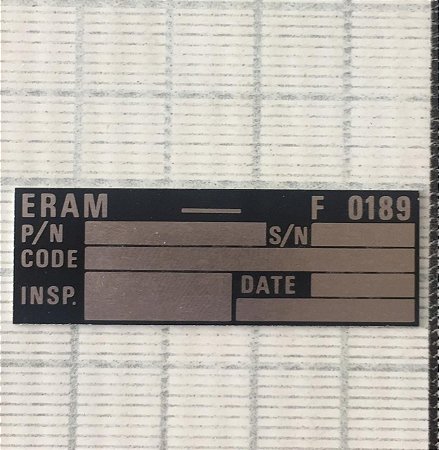 ERAM — F 0189
P/N S/N
CODE
INSP. DATE